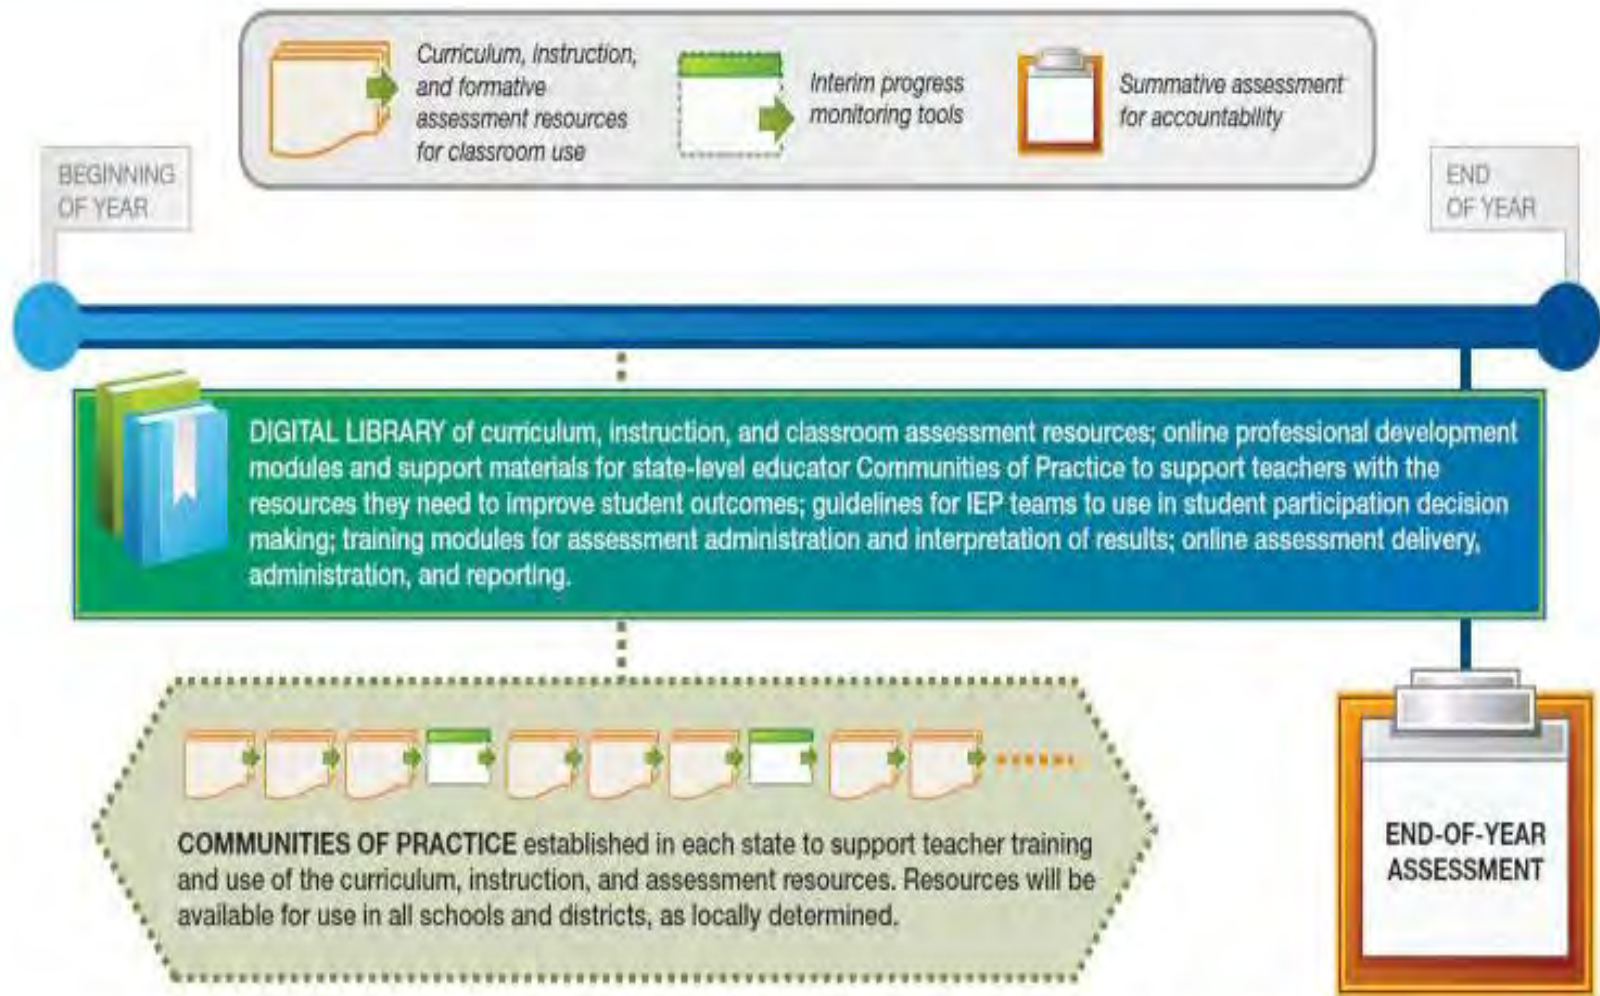 Curriculum, instruction,
and formative
assessment resources
for classroom use
Interim progress
monitoring tools
Summative assessment
for accountability
BEGINNING
OF YEAR
END
OF YEAR
DIGITAL LIBRARY of curriculum, instruction, and classroom assessment resources; online professional development
modules and support materials for state-level educator Communities of Practice to support teachers with the
resources they need to improve student outcomes; guidelines for IEP teams to use in student participation decision
making; training modules for assessment administration and interpretation of results; online assessment delivery,
administration, and reporting.
COMMUNITIES OF PRACTICE established in each state to support teacher training
and use of the curriculum, instruction, and assessment resources. Resources will be
available for use in all schools and districts, as locally determined.
END-OF-YEAR
ASSESSMENT